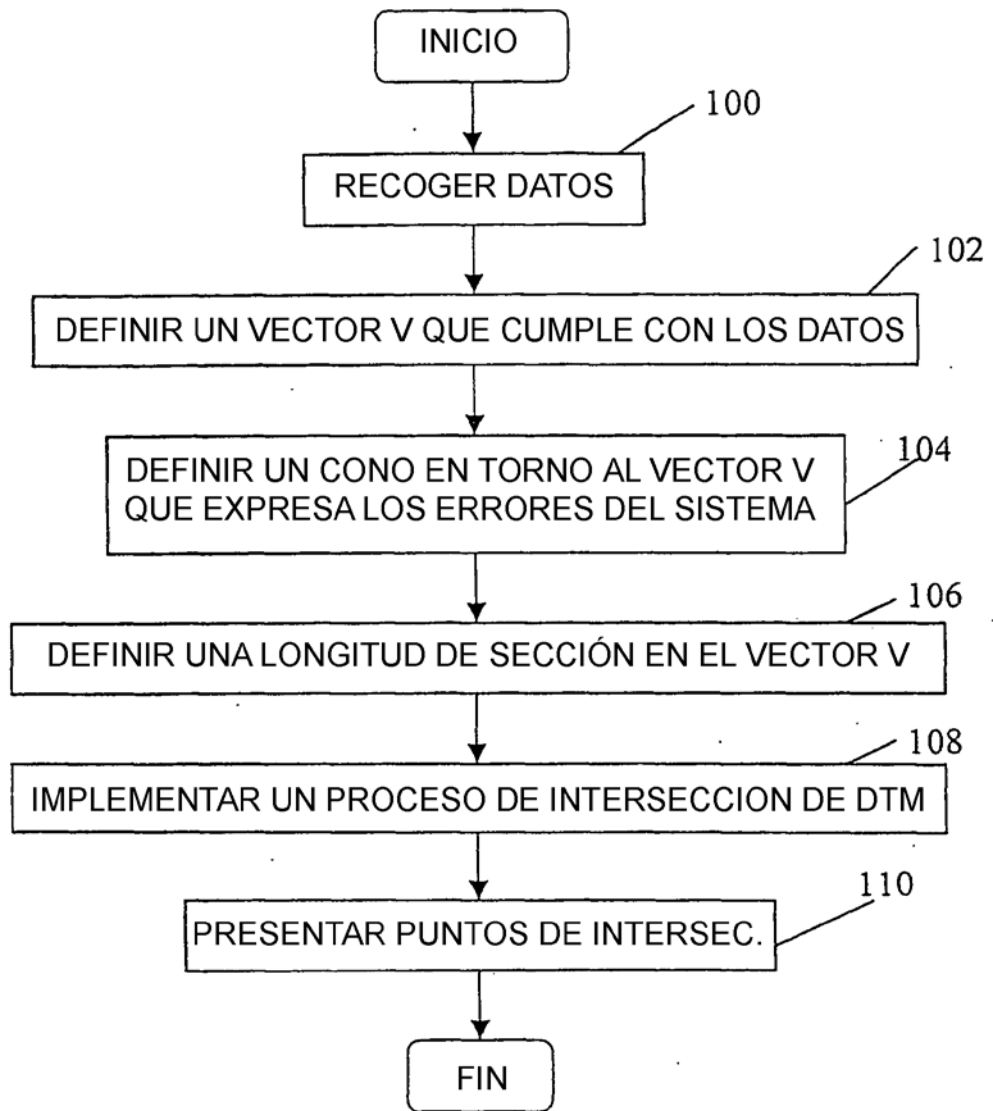 INICIO
100
RECOGER DATOS
102
DEFINIR UN VECTOR V QUE CUMPLE CON LOS DATOS
104
DEFINIR UN CONO EN TORNO AL VECTOR V
QUE EXPRESA LOS ERRORES DEL SISTEMA
106
DEFINIR UNA LONGITUD DE SECCIÓN EN EL VECTOR V
108
IMPLEMENTAR UN PROCESO DE INTERSECCION DE DTM
110
PRESENTAR PUNTOS DE INTERSEC.
FIN